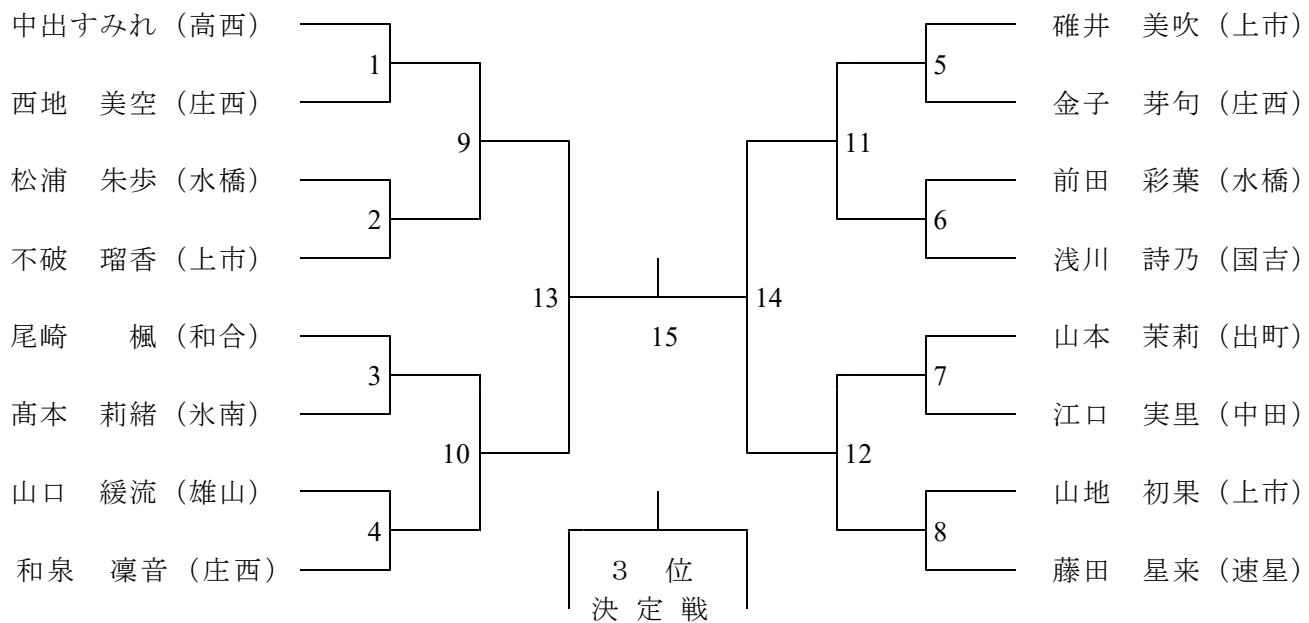 中出すみれ（高西）
1
西地　美空（庄西）
9
松浦　朱歩（水橋）
2
不破　瑠香（上市）
13
尾崎　　楓（和合）
3
髙本　莉緒（氷南）
10
山口　緩流（雄山）
4
和泉　凜音（庄西）
15
３　位
決 定 戦
碓井　美吹（上市）
5
金子　芽句（庄西）
11
前田　彩葉（水橋）
6
浅川　詩乃（国吉）
14
山本　茉莉（出町）
7
江口　実里（中田）
12
山地　初果（上市）
8
藤田　星来（速星）